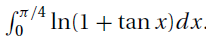 ∫₀^{π/4} ln(1 + tan x)dx.